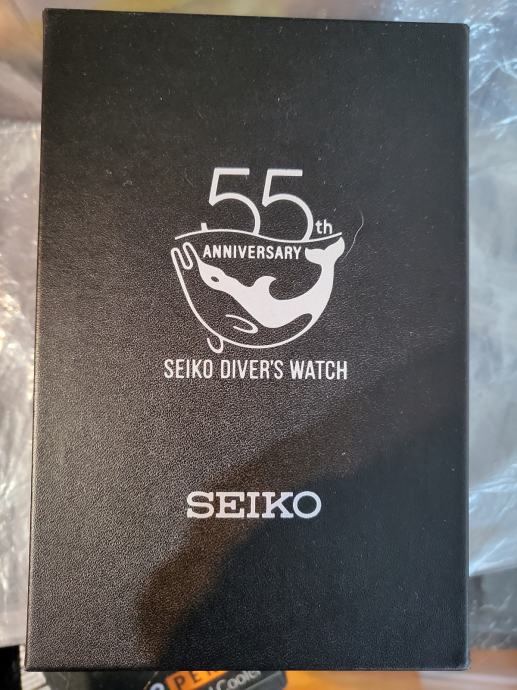 55th
ANNIVERSARY
SEIKO DIVER'S WATCH
SEIKO